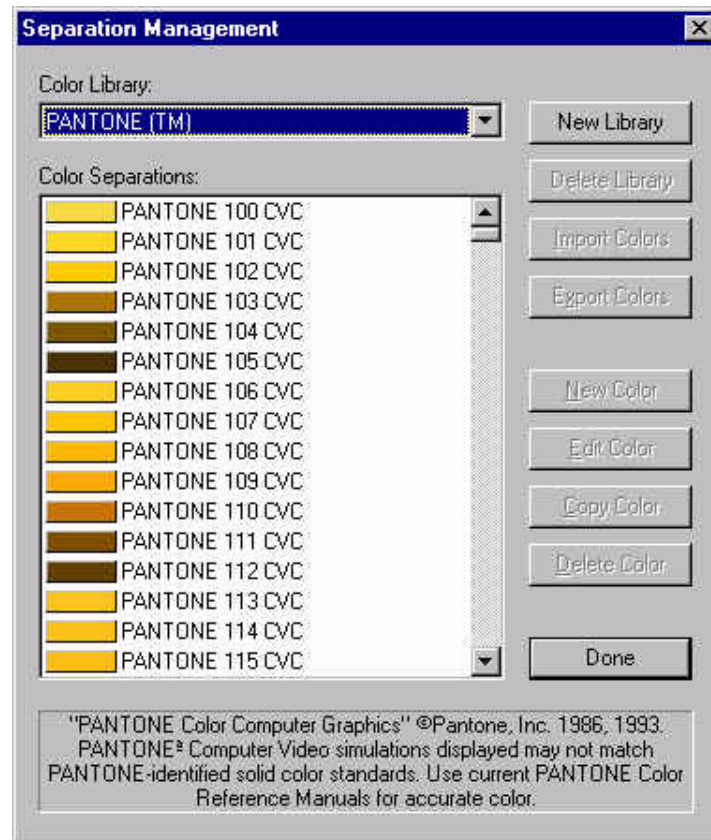 Separation Management
Color Library:
PANTONE (TM)
New Library
Color Separations:
Delete Library
PANTONE 100 CVC
PANTONE 101 CVC
Import Colors
PANTONE 102 CVC
PANTONE 103 CVC
Export Colors
PANTONE 104 CVC
PANTONE 105 CVC
PANTONE 106 CVC
New Color
PANTONE 107 CVC
PANTONE 108 CVC
Edit Color
PANTONE 109 CVC
PANTONE 110 CVC
Copy Color
PANTONE 111 CVC
PANTONE 112 CVC
Delete Color
PANTONE 113 CVC
PANTONE 114 CVC
PANTONE 115 CVC
Done
"PANTONE Color Computer Graphics" ©Pantone, Inc. 1986, 1993.
PANTONEª Computer Video simulations displayed may not match
PANTONE-identified solid color standards. Use current PANTONE Color
Reference Manuals for accurate color.